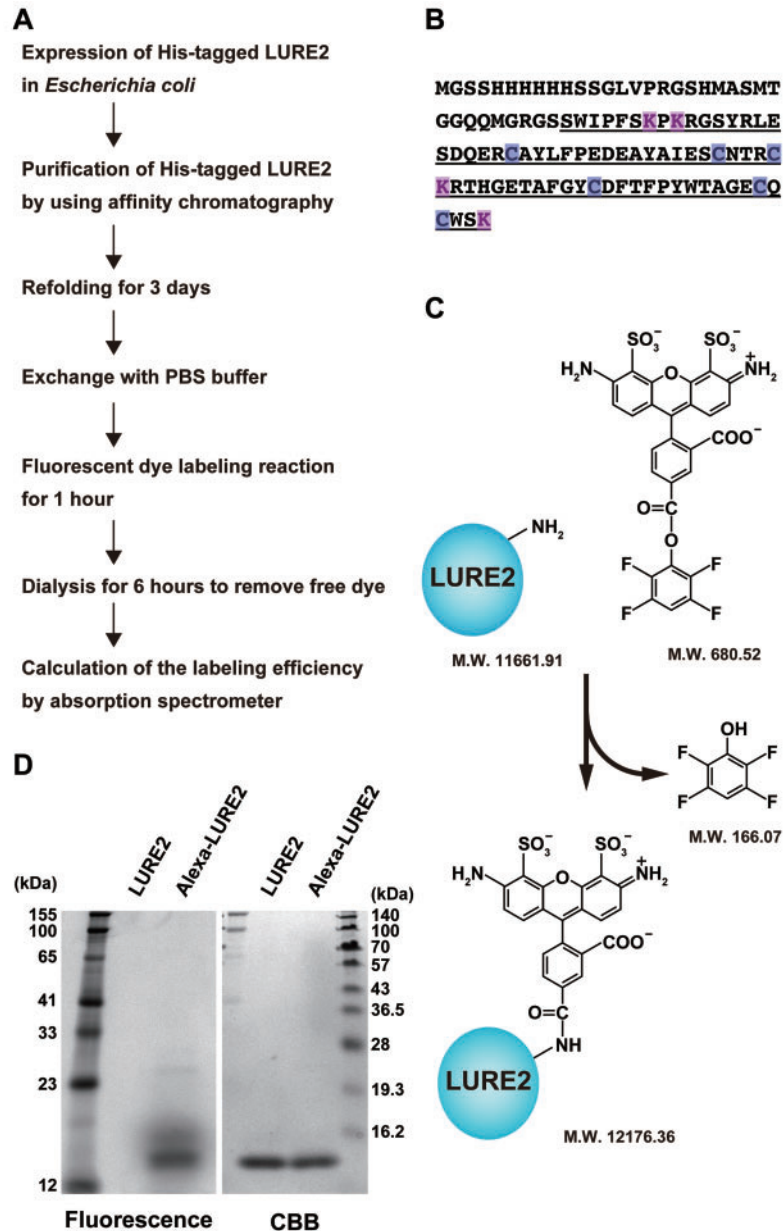 A
Expression of His-tagged LURE2
in Escherichia coli
Purification of His-tagged LURE2
by using affinity chromatography
Refolding for 3 days
Exchange with PBS buffer
Fluorescent dye labeling reaction
for 1 hour
Dialysis for 6 hours to remove free dye
Calculation of the labeling efficiency
by absorption spectrometer
B
MGSSHHHHHHSSGLVPRGSHMASMT
GGQQMGRGSSWIPFSKPKRGSYRLE
SDQERCAYLFPEDEAYAIESCNTRC
KRTHGETAFGYCDFTFPYWTAGECQ
CWSK
C
SO3− SO3−
H2N O +NH2
COO−
O=C
O
F F
F F
NH2
LURE2
M.W. 11661.91
M.W. 680.52
OH
F F
F F
M.W. 166.07
SO3− SO3−
H2N O +NH2
COO−
O=C
NH
LURE2
M.W. 12176.36
D
LURE2 Alexa-LURE2 LURE2 Alexa-LURE2
(kDa) (kDa)
155
100
65
41
33
23
12
140
100
70
57
43
36.5
28
19.3
16.2
Fluorescence CBB